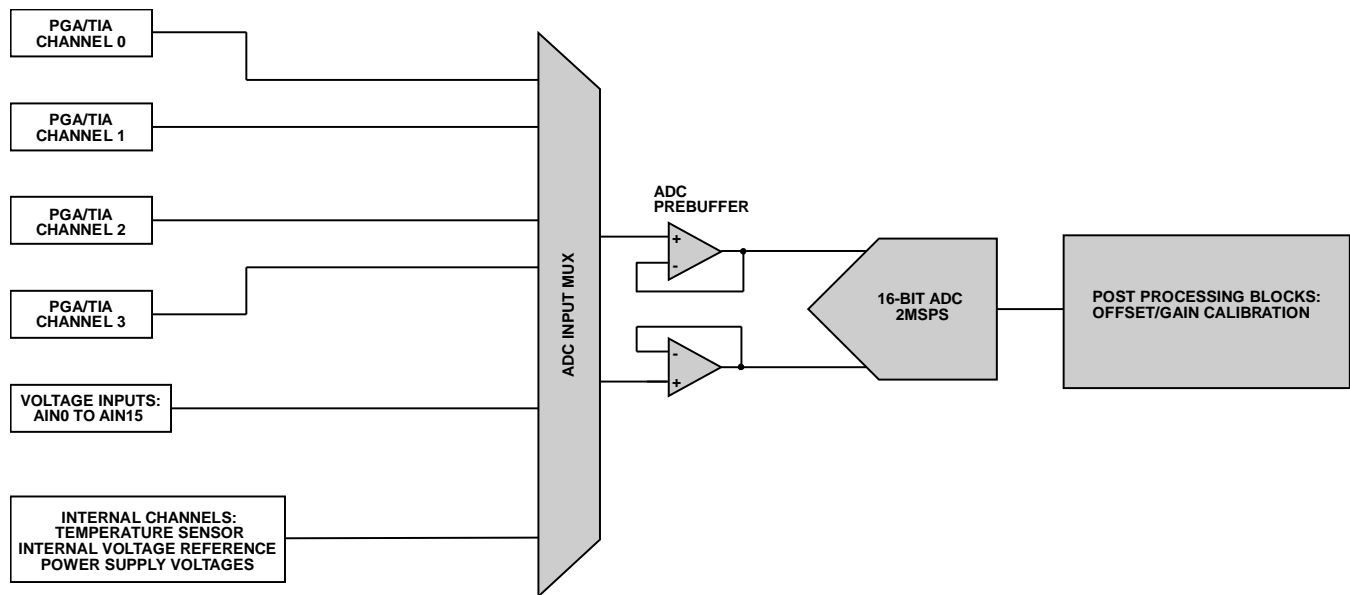 PGA/TIA
CHANNEL 0
PGA/TIA
CHANNEL 1
PGA/TIA
CHANNEL 2
PGA/TIA
CHANNEL 3
VOLTAGE INPUTS:
AIN0 TO AIN15
INTERNAL CHANNELS:
TEMPERATURE SENSOR
INTERNAL VOLTAGE REFERENCE
POWER SUPPLY VOLTAGES
ADC INPUT MUX
ADC
PREBUFFER
+
-
-
+
16-BIT ADC
2MSPS
POST PROCESSING BLOCKS:
OFFSET/GAIN CALIBRATION